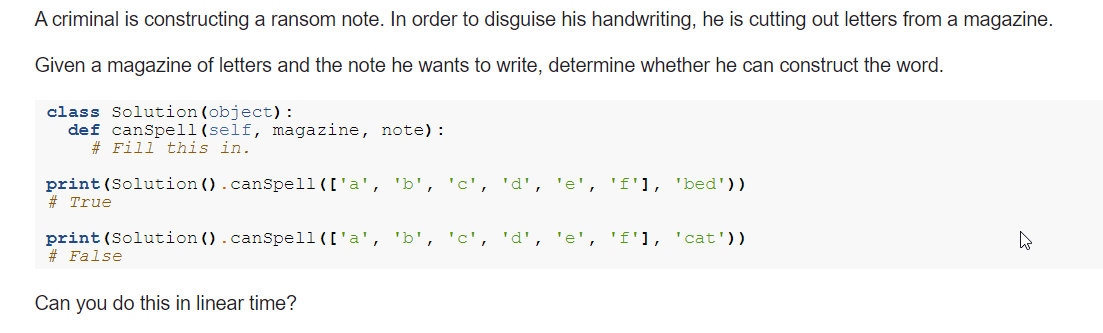 A criminal is constructing a ransom note. In order to disguise his handwriting, he is cutting out letters from a magazine.
Given a magazine of letters and the note he wants to write, determine whether he can construct the word.
class Solution(object):
  def canSpell(self, magazine, note):
    # Fill this in.
print(Solution().canSpell(['a', 'b', 'c', 'd', 'e', 'f'], 'bed'))
# True
print(Solution().canSpell(['a', 'b', 'c', 'd', 'e', 'f'], 'cat'))
# False
Can you do this in linear time?